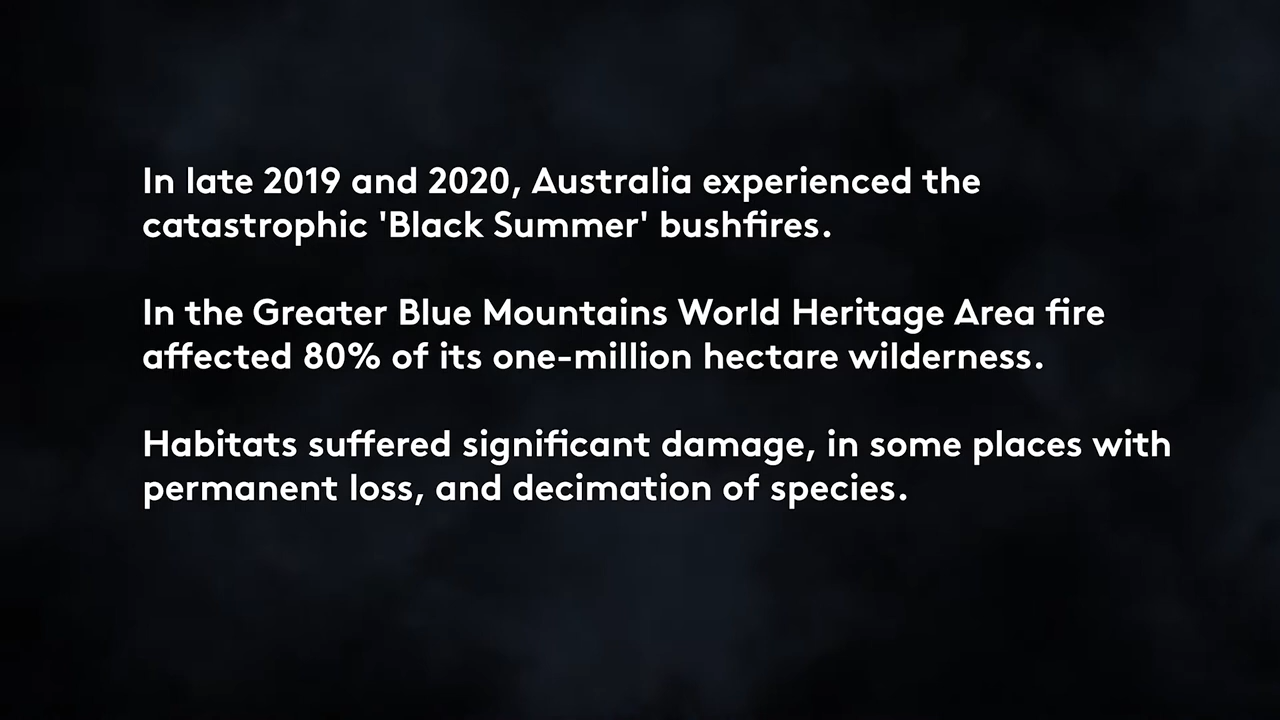 In late 2019 and 2020, Australia experienced the
catastrophic 'Black Summer' bushfires.
In the Greater Blue Mountains World Heritage Area fire
affected 80% of its one-million hectare wilderness.
Habitats suffered significant damage, in some places with
permanent loss, and decimation of species.